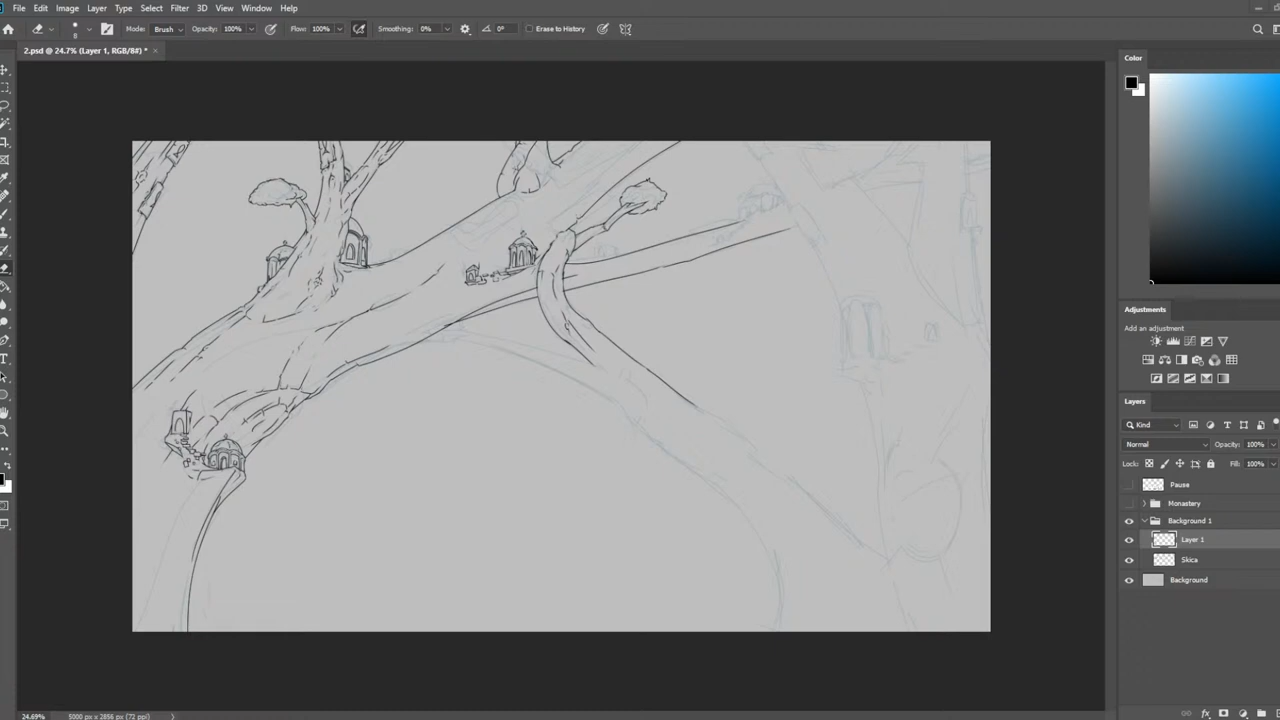 File Edit Image Layer Type Select Filter 3D View Window Help
8 Mode: Brush Opacity: 100% Flow: 100% Smoothing: 0% 0° Erase to History
2.psd @ 24.7% (Layer 1, RGB/8#) * ×
Color
Adjustments
Add an adjustment
Layers
Kind
Normal Opacity: 100%
Lock: Fill: 100%
Pause
Monastery
Background 1
Layer 1
Skica
Background
24.69% 5000 px x 2856 px (72 ppi)